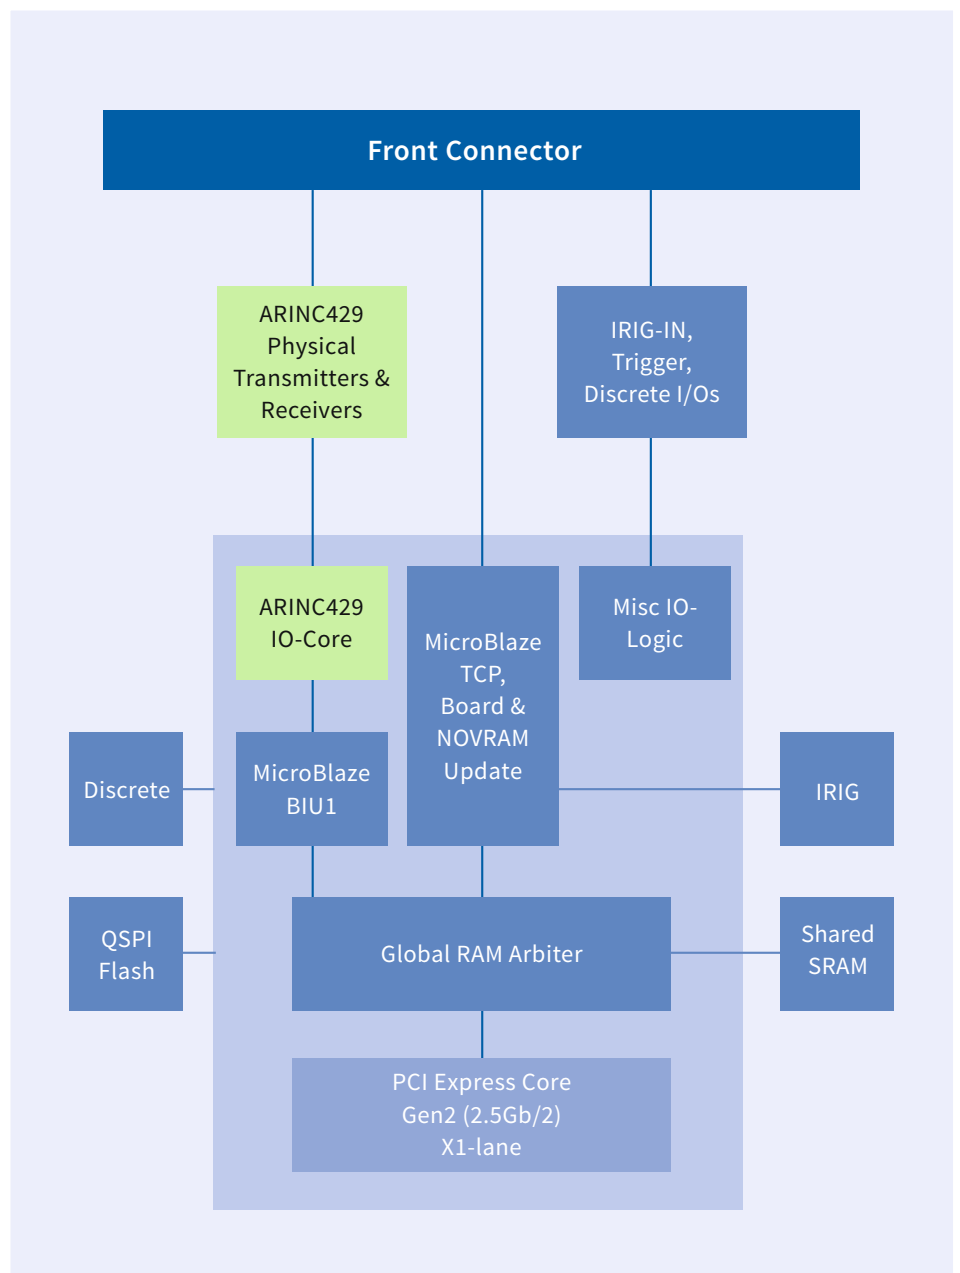 Front Connector
ARINC429
Physical
Transmitters &
Receivers
IRIG-IN,
Trigger,
Discrete I/Os
ARINC429
IO-Core
MicroBlaze
TCP,
Board &
NOVRAM
Update
Misc IO-
Logic
Discrete
MicroBlaze
BIU1
IRIG
QSPI
Flash
Global RAM Arbiter
Shared
SRAM
PCI Express Core
Gen2 (2.5Gb/2)
X1-lane